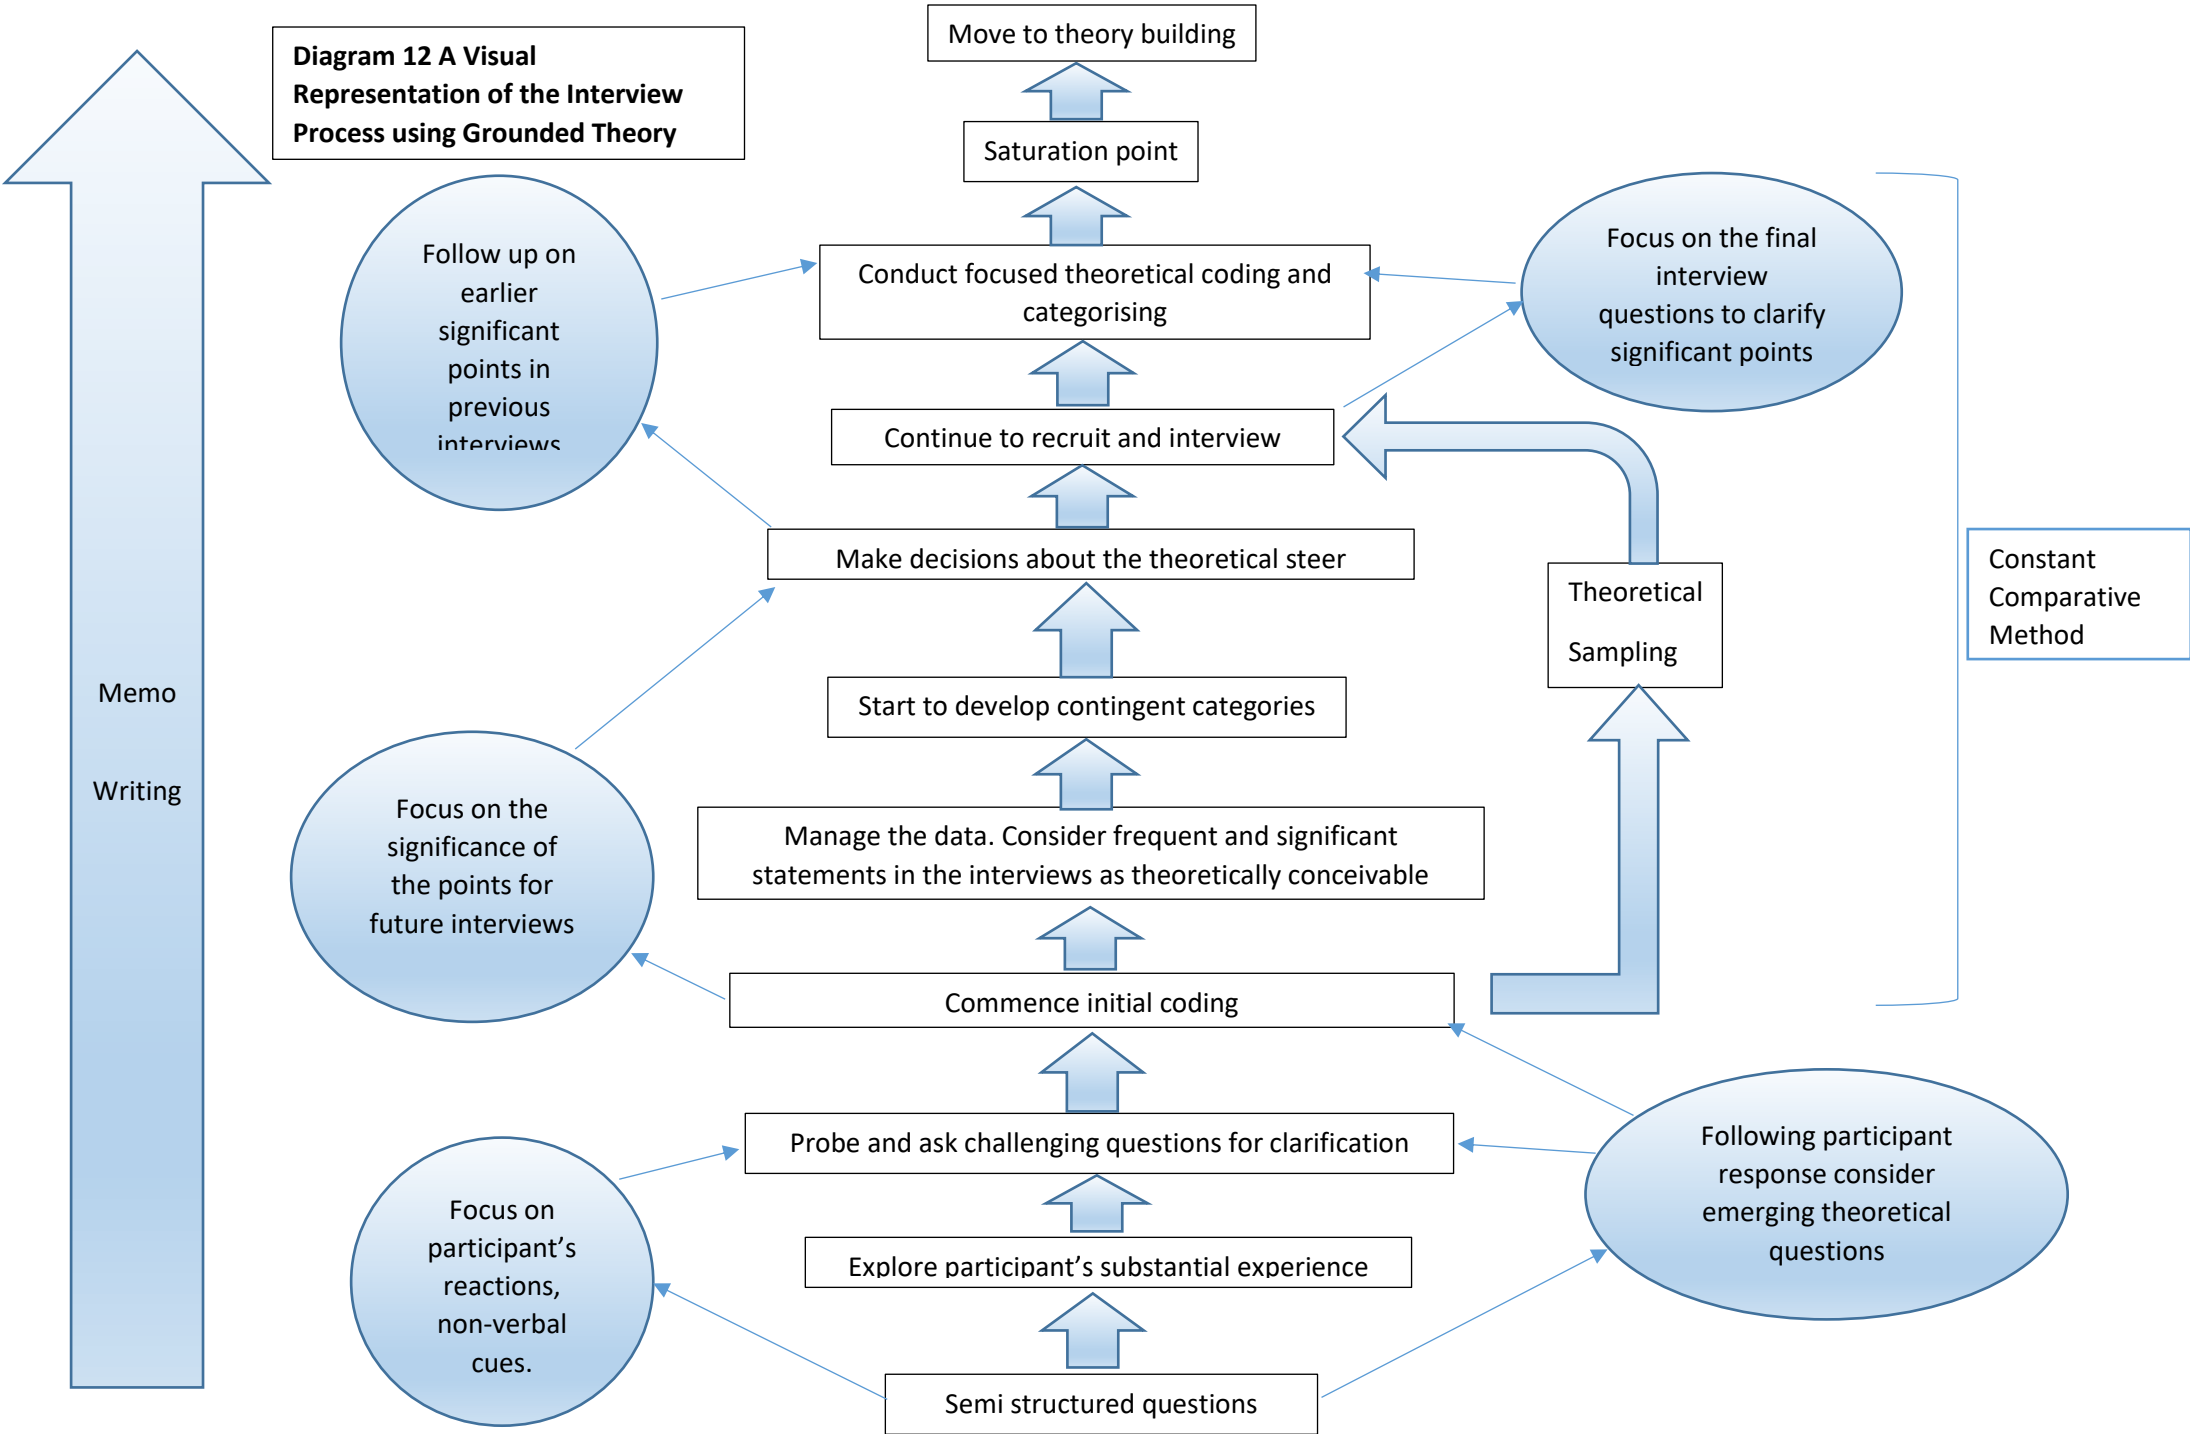 Move to theory building
Diagram 12 A Visual
Representation of the Interview
Process using Grounded Theory
Saturation point
Follow up on
earlier
significant
points in
previous
interviews
Conduct focused theoretical coding and
categorising
Focus on the final
interview
questions to clarify
significant points
Continue to recruit and interview
Make decisions about the theoretical steer
Theoretical
Sampling
Constant
Comparative
Method
Memo
Writing
Start to develop contingent categories
Focus on the
significance of
the points for
future interviews
Manage the data. Consider frequent and significant
statements in the interviews as theoretically conceivable
Commence initial coding
Probe and ask challenging questions for clarification
Following participant
response consider
emerging theoretical
questions
Focus on
participant’s
reactions,
non-verbal
cues.
Explore participant’s substantial experience
Semi structured questions